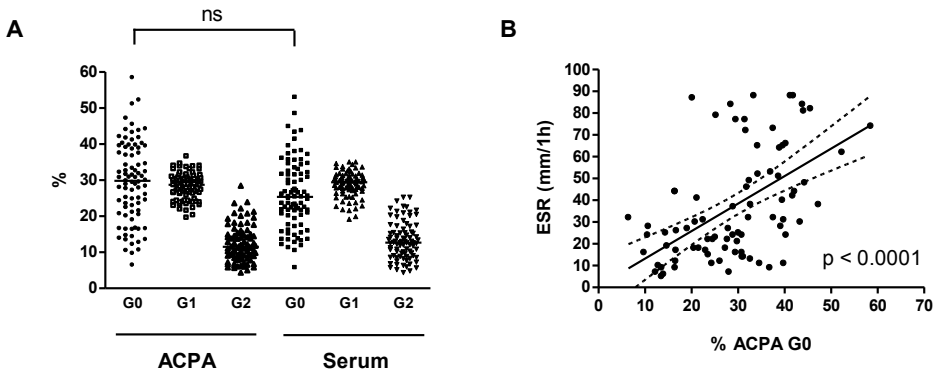 A
ns
%
60
50
40
30
20
10
0
G0 G1 G2 G0 G1 G2
ACPA Serum
B
ESR (mm/1h)
100
90
80
70
60
50
40
30
20
10
0
p < 0.0001
0 10 20 30 40 50 60 70
% ACPA G0